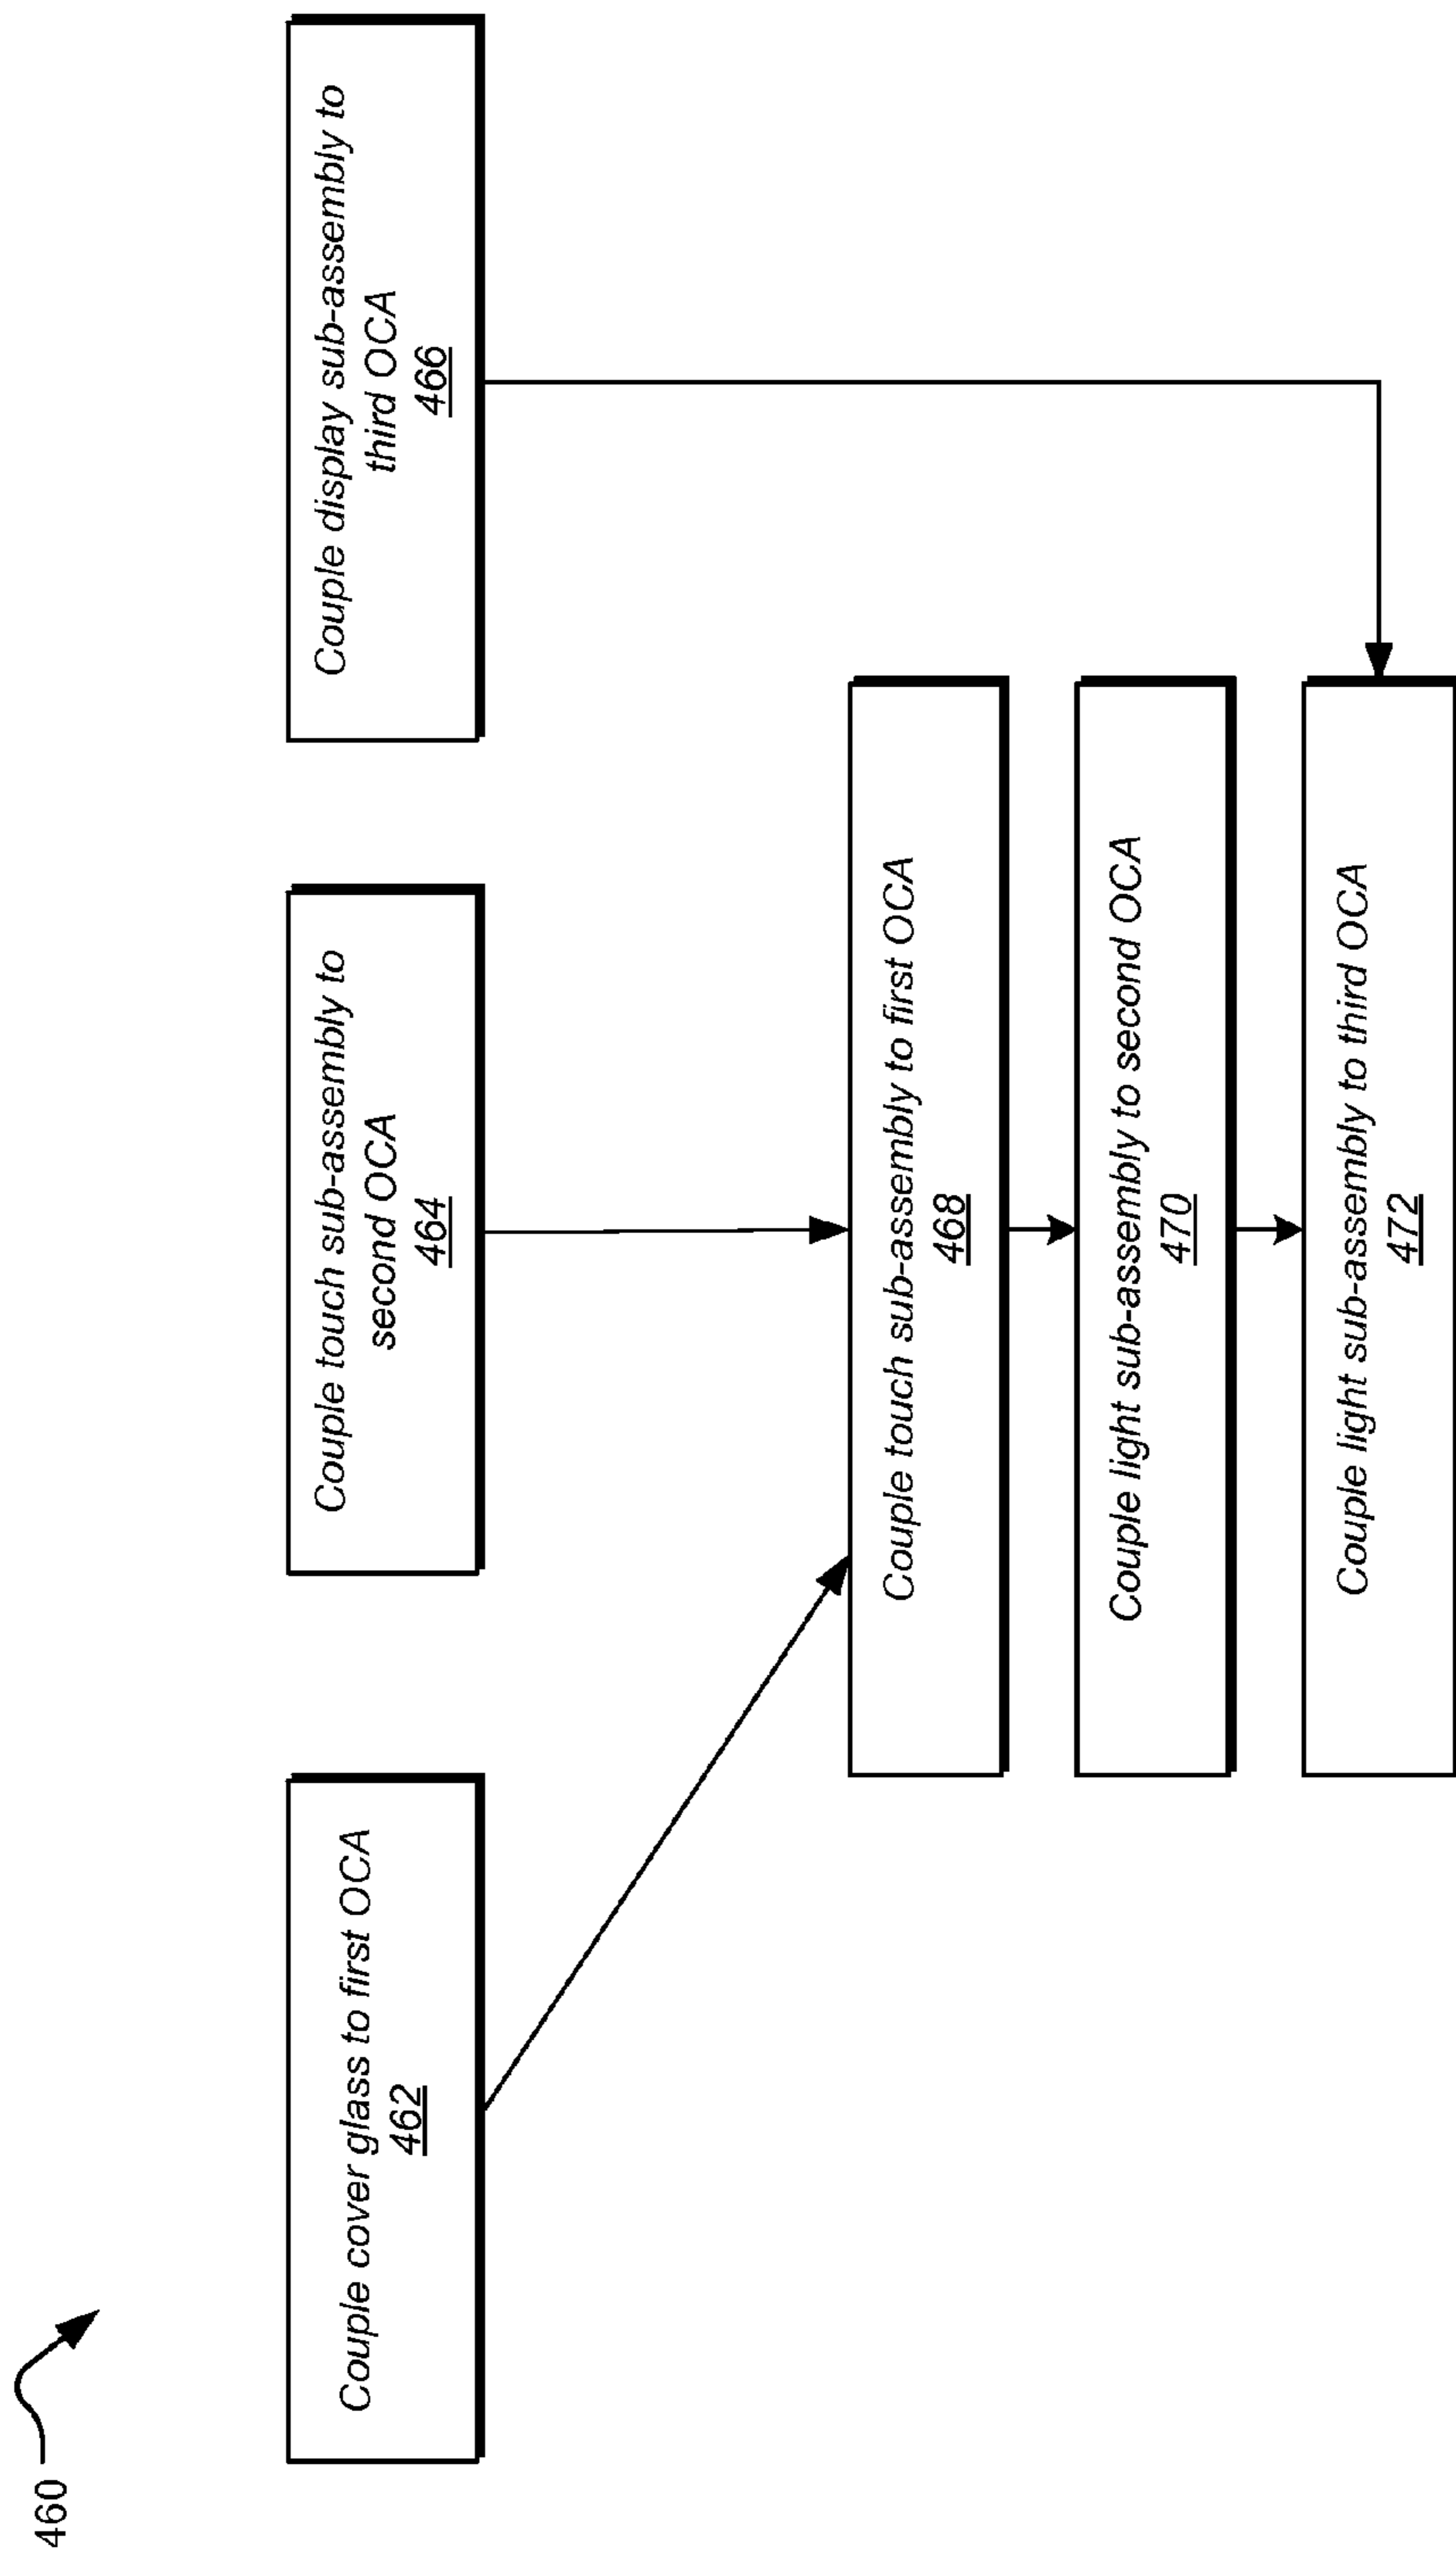 460
Couple cover glass to first OCA
462
Couple touch sub-assembly to
second OCA
464
Couple display sub-assembly to
third OCA
466
Couple touch sub-assembly to first OCA
468
Couple light sub-assembly to second OCA
470
Couple light sub-assembly to third OCA
472